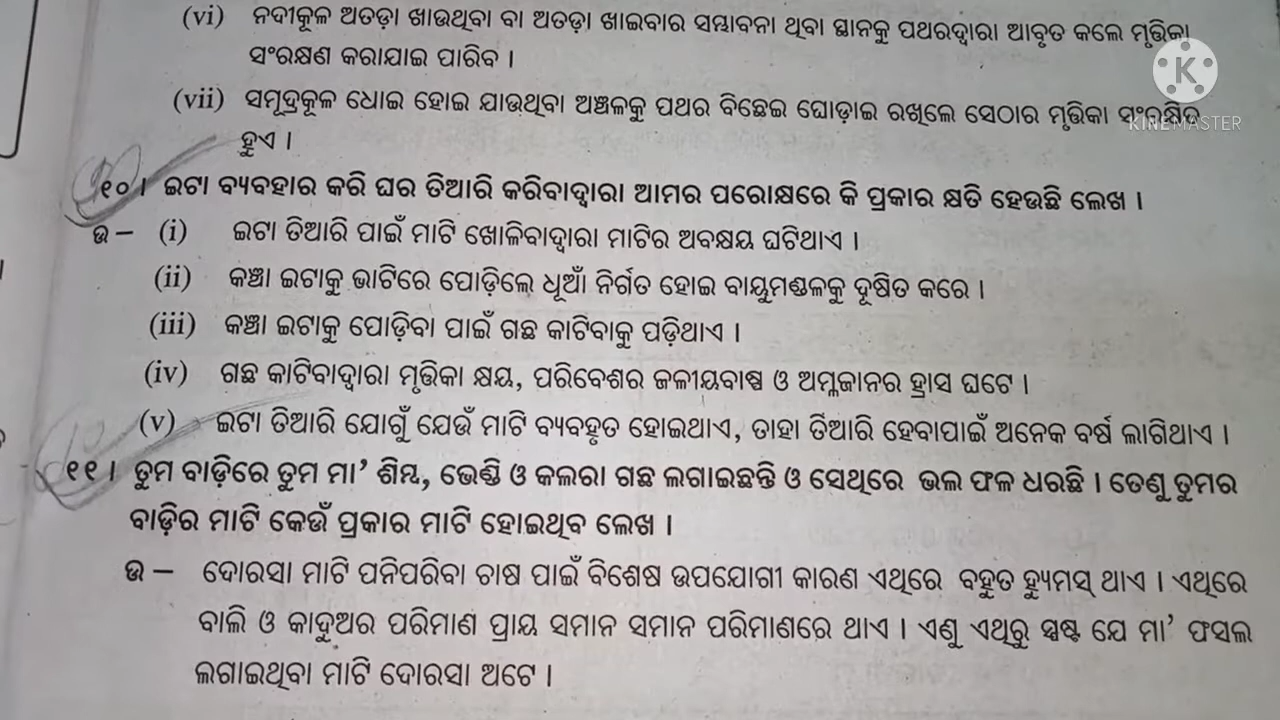 (vi) ନଦୀକୂଳ ଅତଡ଼ା ଖାଉଥିବା ବା ଅତଡ଼ା ଖାଇବାର ସମ୍ଭାବନା ଥିବା ସ୍ଥାନକୁ ପଥରଦ୍ୱାରା ଆବୃତ କଲେ ମୃତ୍ତିକା
ସଂରକ୍ଷଣ କରାଯାଇ ପାରିବ ।
(vii) ସମୁଦ୍ରକୂଳ ଧୋଇ ହୋଇ ଯାଉଥିବା ଅଞ୍ଚଳକୁ ପଥର ବିଛେଇ ଘୋଡ଼ାଇ ରଖିଲେ ସେଠାର ମୃତ୍ତିକା ସଂରକ୍ଷିତ
ହୁଏ ।
୧୦ । ଇଟା ବ୍ୟବହାର କରି ଘର ତିଆରି କରିବାଦ୍ୱାରା ଆମର ପରୋକ୍ଷରେ କି ପ୍ରକାର କ୍ଷତି ହେଉଛି ଲେଖ ।
ଉ – (i) ଇଟା ତିଆରି ପାଇଁ ମାଟି ଖୋଳିବାଦ୍ୱାରା ମାଟିର ଅବକ୍ଷୟ ଘଟିଥାଏ ।
(ii) କଞ୍ଚା ଇଟାକୁ ଭାଟିରେ ପୋଡ଼ିଲେ ଧୂଆଁ ନିର୍ଗତ ହୋଇ ବାୟୁମଣ୍ଡଳକୁ ଦୂଷିତ କରେ ।
(iii) କଞ୍ଚା ଇଟାକୁ ପୋଡ଼ିବା ପାଇଁ ଗଛ କାଟିବାକୁ ପଡ଼ିଥାଏ ।
(iv) ଗଛ କାଟିବାଦ୍ୱାରା ମୃତ୍ତିକା କ୍ଷୟ, ପରିବେଶର ଜଳୀୟବାଷ୍ପ ଓ ଅମ୍ଳଜାନର ହ୍ରାସ ଘଟେ ।
(v) ଇଟା ତିଆରି ଯୋଗୁଁ ଯେଉଁ ମାଟି ବ୍ୟବହୃତ ହୋଇଥାଏ, ତାହା ତିଆରି ହେବାପାଇଁ ଅନେକ ବର୍ଷ ଲାଗିଥାଏ ।
୧୧ । ତୁମ ବାଡ଼ିରେ ତୁମ ମା’ ଶିମ୍ବ, ଭେଣ୍ଡି ଓ କଲରା ଗଛ ଲଗାଇଛନ୍ତି ଓ ସେଥିରେ ଭଲ ଫଳ ଧରଛି । ତେଣୁ ତୁମର
ବାଡ଼ିର ମାଟି କେଉଁ ପ୍ରକାର ମାଟି ହୋଇଥିବ ଲେଖ ।
ଉ – ଦୋରସା ମାଟି ପନିପରିବା ଚାଷ ପାଇଁ ବିଶେଷ ଉପଯୋଗୀ କାରଣ ଏଥିରେ ବହୁତ ହ୍ୟୁମସ୍ ଥାଏ । ଏଥିରେ
ବାଲି ଓ କାଦୁଅର ପରିମାଣ ପ୍ରାୟ ସମାନ ସମାନ ପରିମାଣରେ ଥାଏ । ଏଣୁ ଏଥିରୁ ସ୍ପଷ୍ଟ ଯେ ମା’ ଫସଲ
ଲଗାଇଥିବା ମାଟି ଦୋରସା ଅଟେ ।
K
KINEMASTER